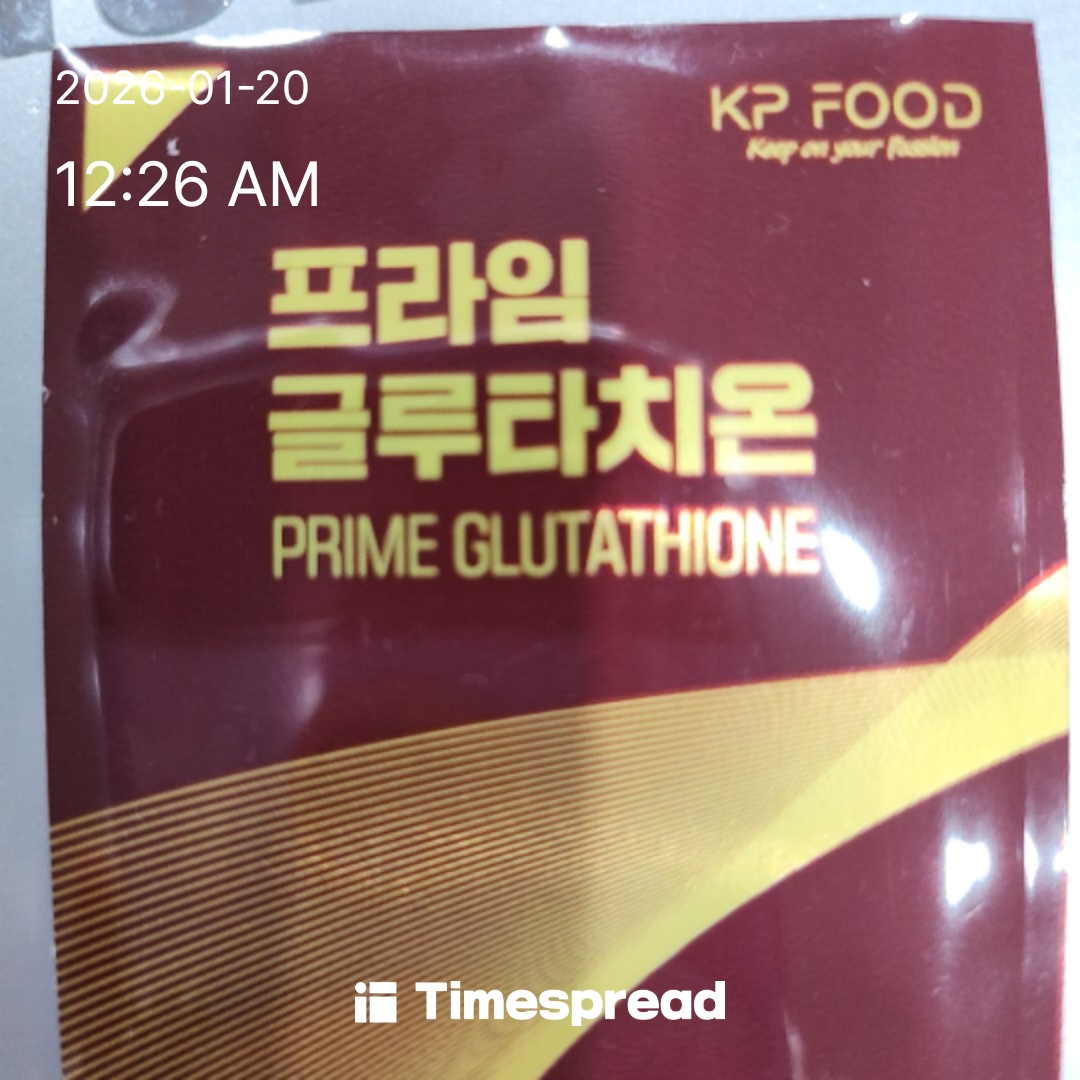 2026-01-20
12:26 AM
KP FOOD
Keep on your Passion
프라임
글루타치온
PRIME GLUTATHIONE
Timespread